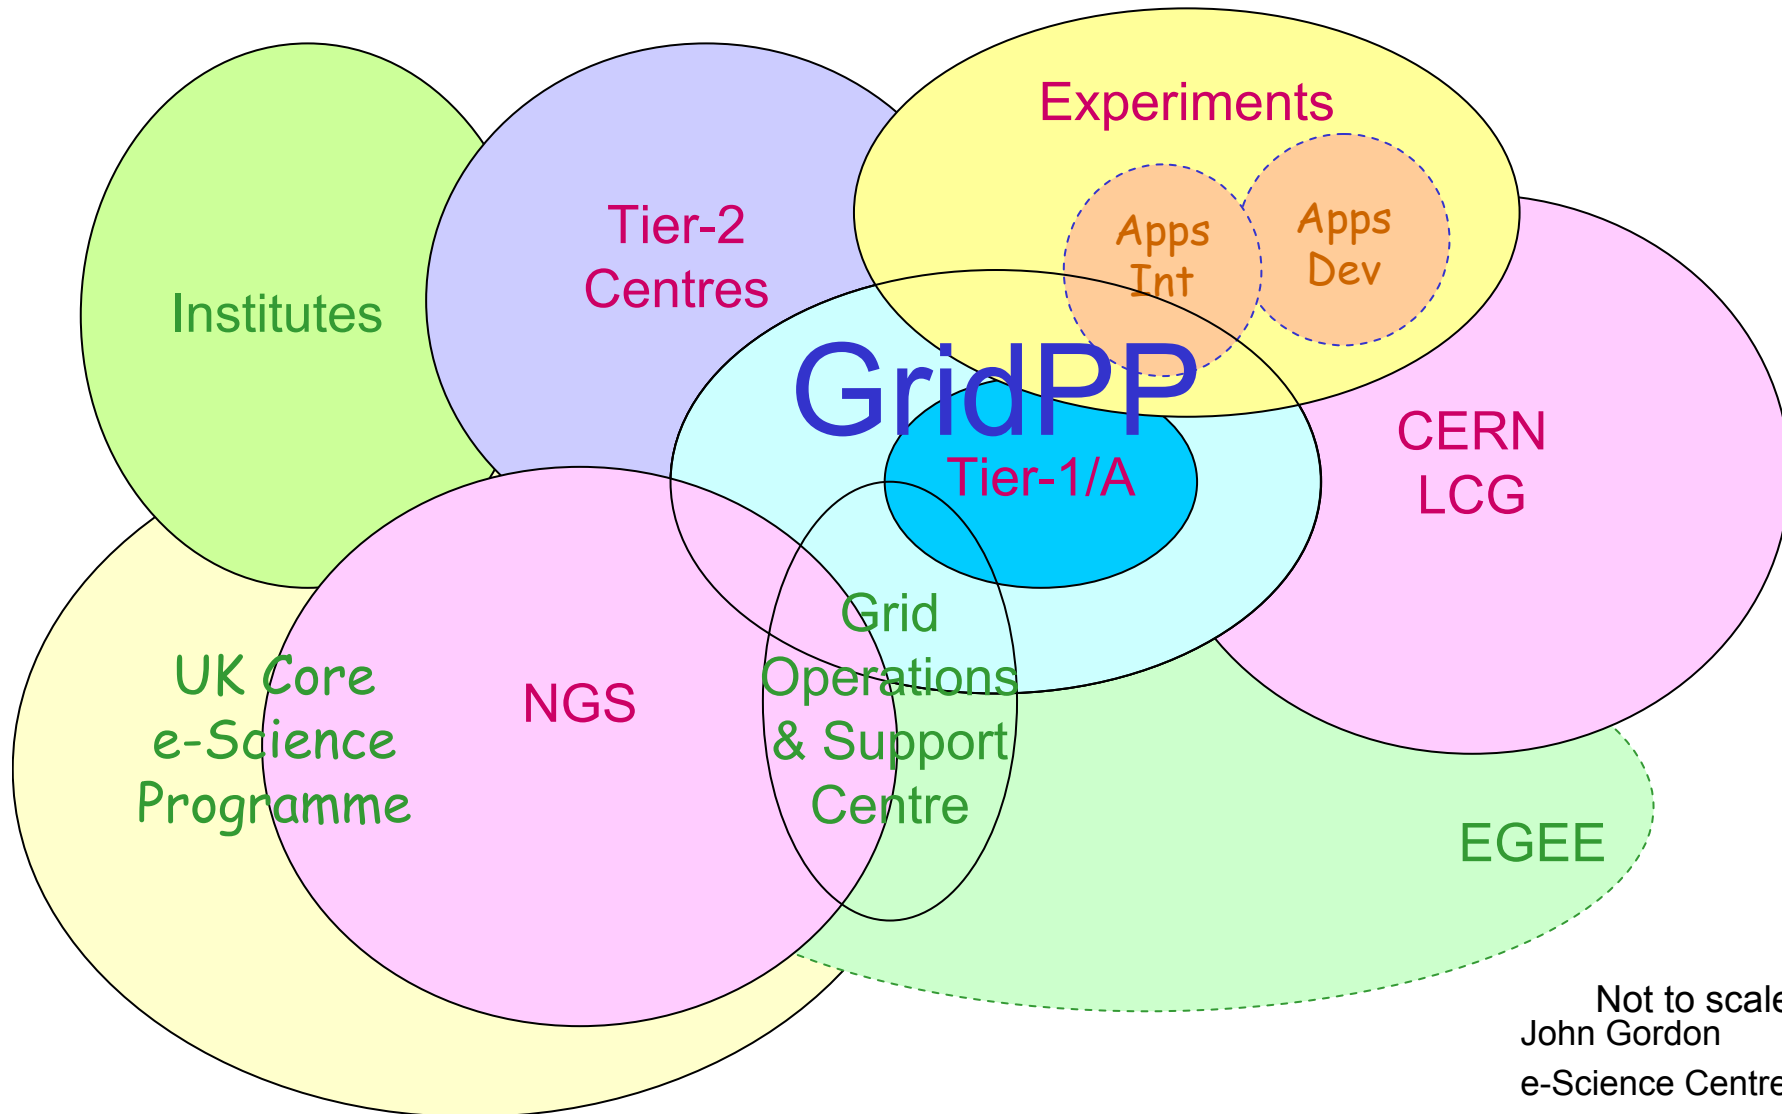 Experiments
Tier-2
Centres
Apps
Int
Apps
Dev
Institutes
GridPP
Tier-1/A
CERN
LCG
Grid
Operations
& Support
Centre
UK Core
e-Science
Programme
NGS
EGEE
Not to scale
John Gordon
e-Science Centre